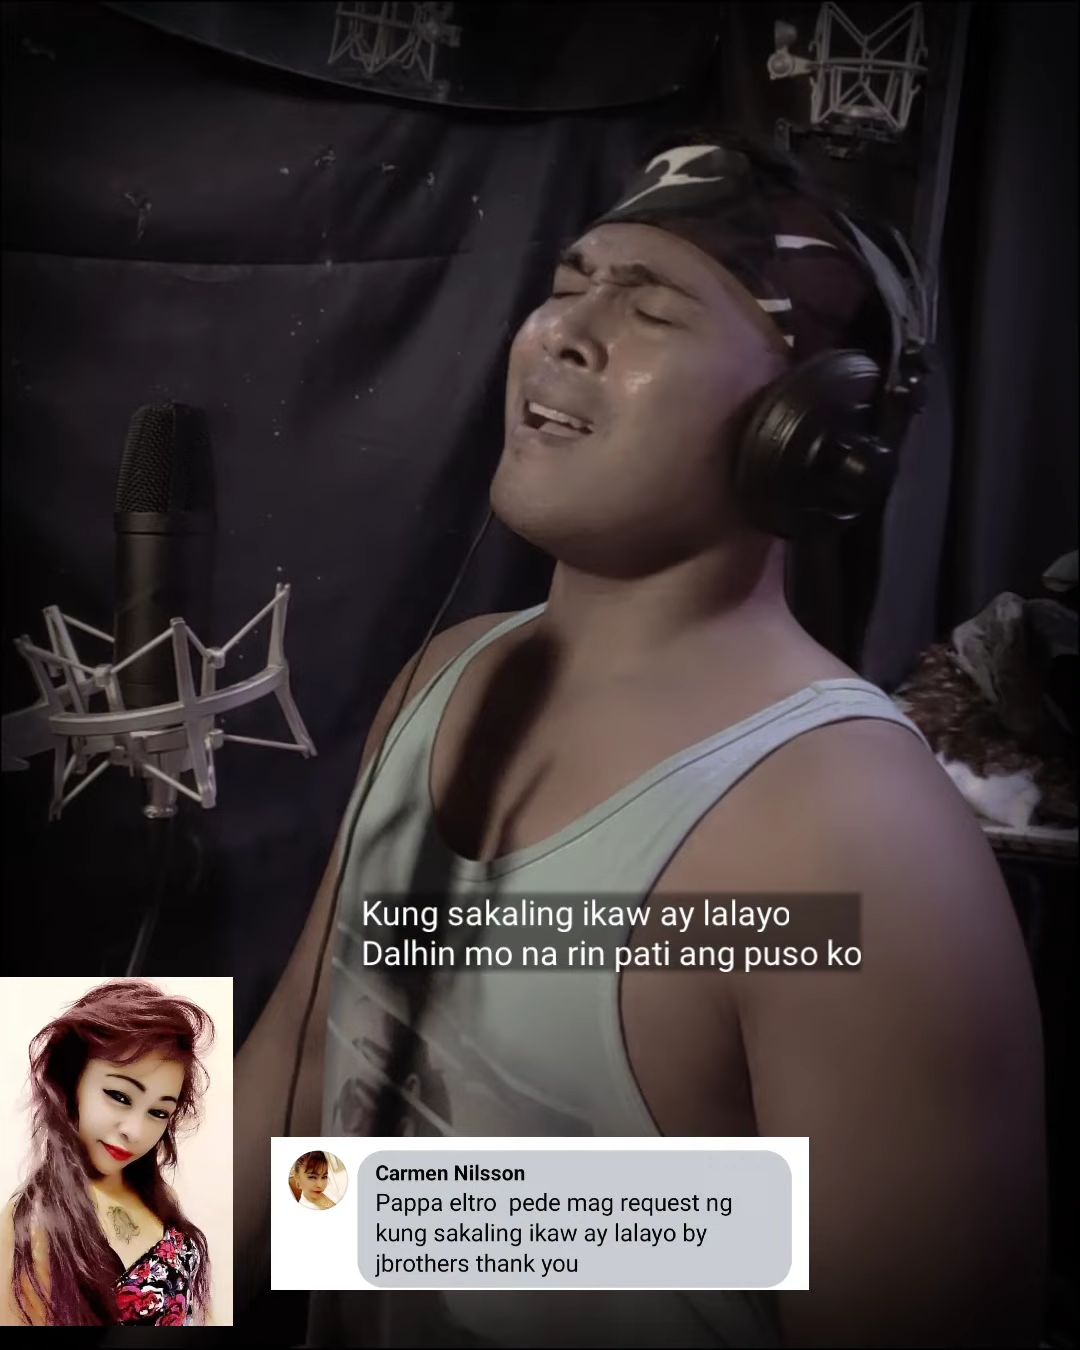 Kung sakaling ikaw ay lalayo
Dalhin mo na rin pati ang puso ko
Carmen Nilsson
Pappa eltro  pede mag request ng
kung sakaling ikaw ay lalayo by
jbrothers thank you